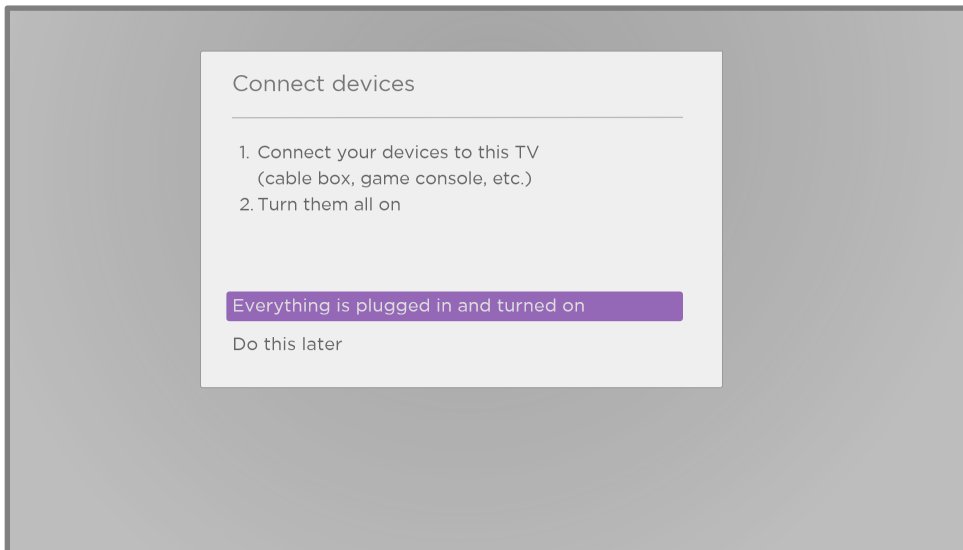 Connect devices
1. Connect your devices to this TV
(cable box, game console, etc.)
2. Turn them all on
Everything is plugged in and turned on
Do this later